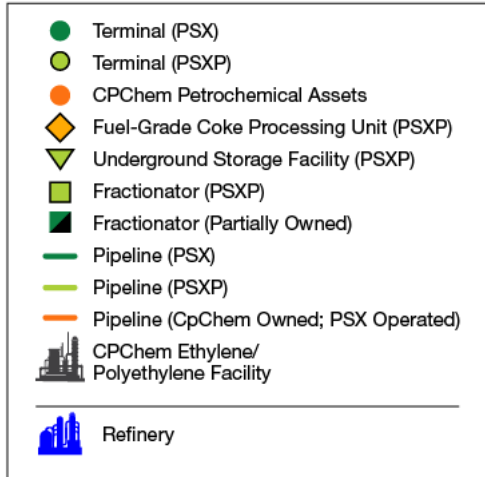 Terminal (PSX)
Terminal (PSXP)
CPChem Petrochemical Assets
Fuel-Grade Coke Processing Unit (PSXP)
Underground Storage Facility (PSXP)
Fractionator (PSXP)
Fractionator (Partially Owned)
Pipeline (PSX)
Pipeline (PSXP)
Pipeline (CpChem Owned; PSX Operated)
CPChem Ethylene/
Polyethylene Facility
Refinery